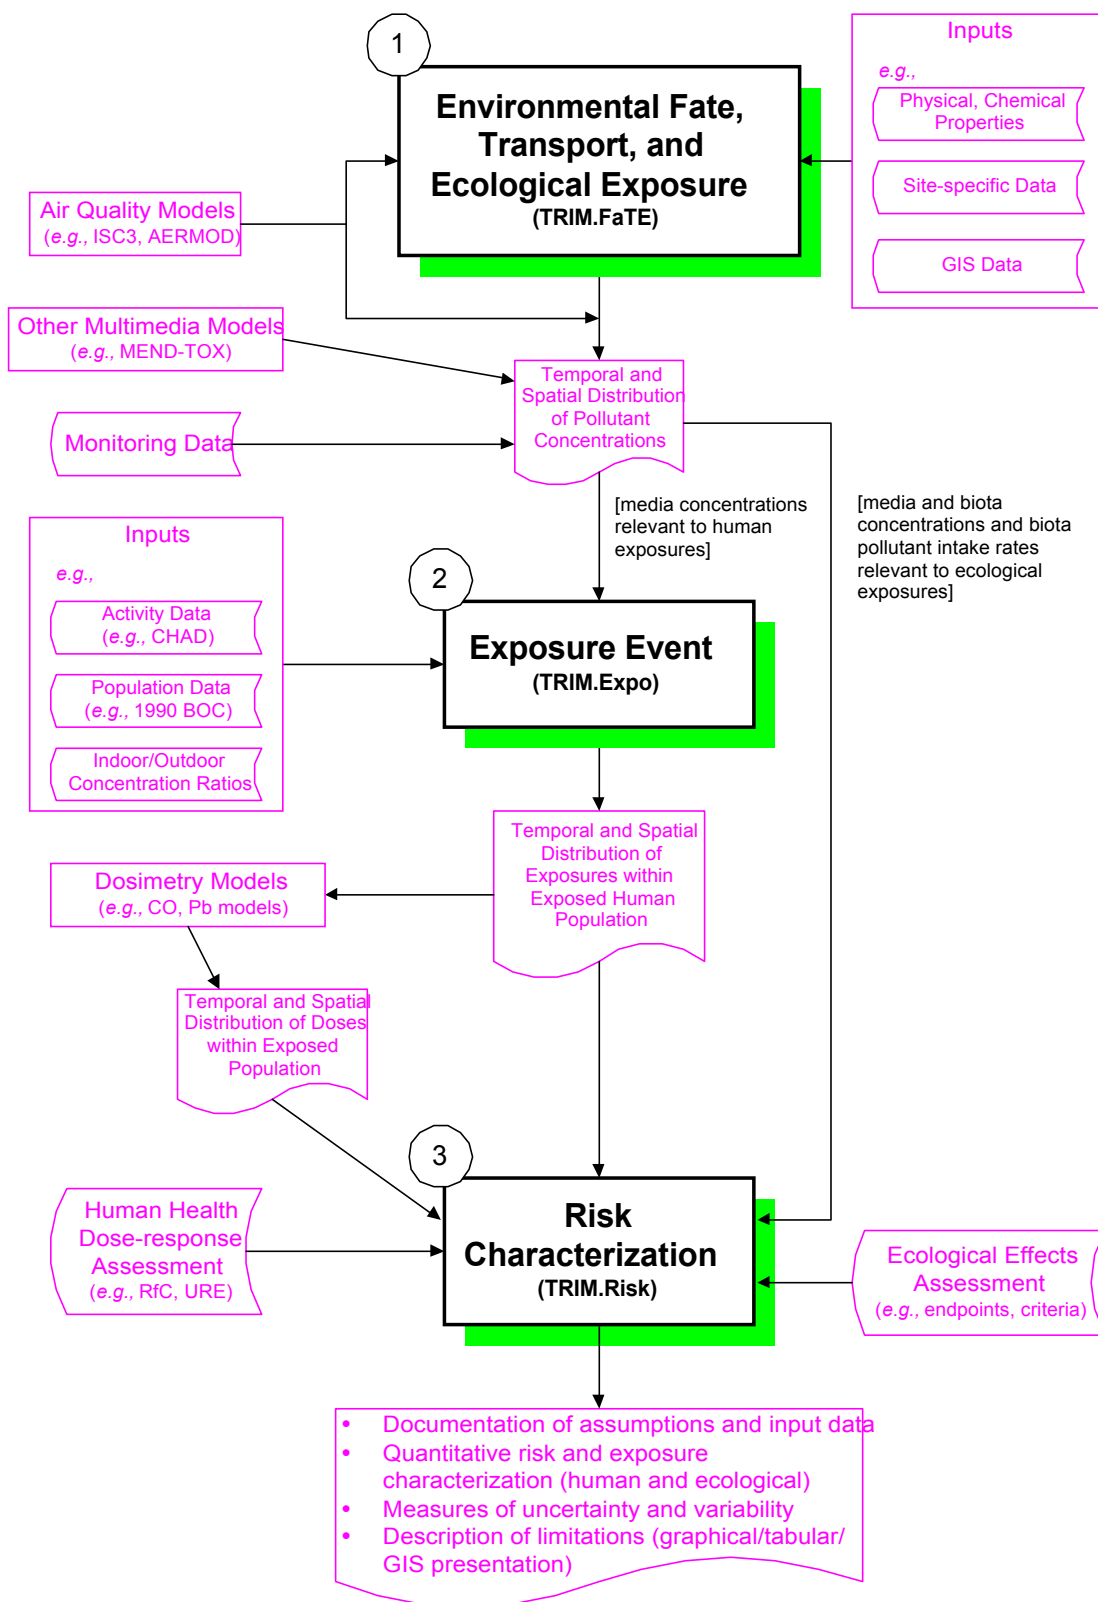 1
Environmental Fate,
Transport, and
Ecological Exposure
(TRIM.FaTE)
Inputs
e.g.,
Physical, Chemical
Properties
Site-specific Data
GIS Data
Air Quality Models
(e.g., ISC3, AERMOD)
Other Multimedia Models
(e.g., MEND-TOX)
Monitoring Data
Temporal and
Spatial Distribution
of Pollutant
Concentrations
[media concentrations
relevant to human
exposures]
[media and biota
concentrations and biota
pollutant intake rates
relevant to ecological
exposures]
Inputs
e.g.,
Activity Data
(e.g., CHAD)
Population Data
(e.g., 1990 BOC)
Indoor/Outdoor
Concentration Ratios
2
Exposure Event
(TRIM.Expo)
Temporal and Spatial
Distribution of
Exposures within
Exposed Human
Population
Dosimetry Models
(e.g., CO, Pb models)
Temporal and Spatial
Distribution of Doses
within Exposed
Population
3
Risk
Characterization
(TRIM.Risk)
Human Health
Dose-response
Assessment
(e.g., RfC, URE)
Ecological Effects
Assessment
(e.g., endpoints, criteria)
• Documentation of assumptions and input data
• Quantitative risk and exposure
characterization (human and ecological)
• Measures of uncertainty and variability
• Description of limitations (graphical/tabular/
GIS presentation)